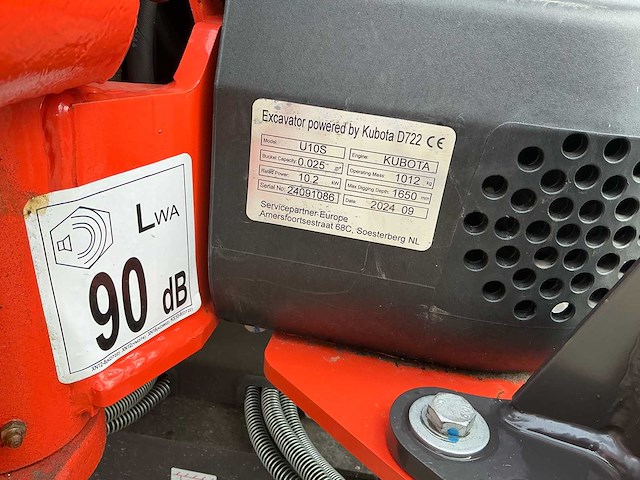 Excavator powered by Kubota D722 CE
Model: U10S Engine: KUBOTA
Bucket Capacity: 0.025 m³ Operating Mass: 1012 kg
Rated Power: 10.2 kW Max Digging Depth: 1650 mm
Serial No: 24091086 Date: 2024 09
Servicepartner Europe
Amersfoortsestraat 68C, Soesterberg NL
LWA
90 dB